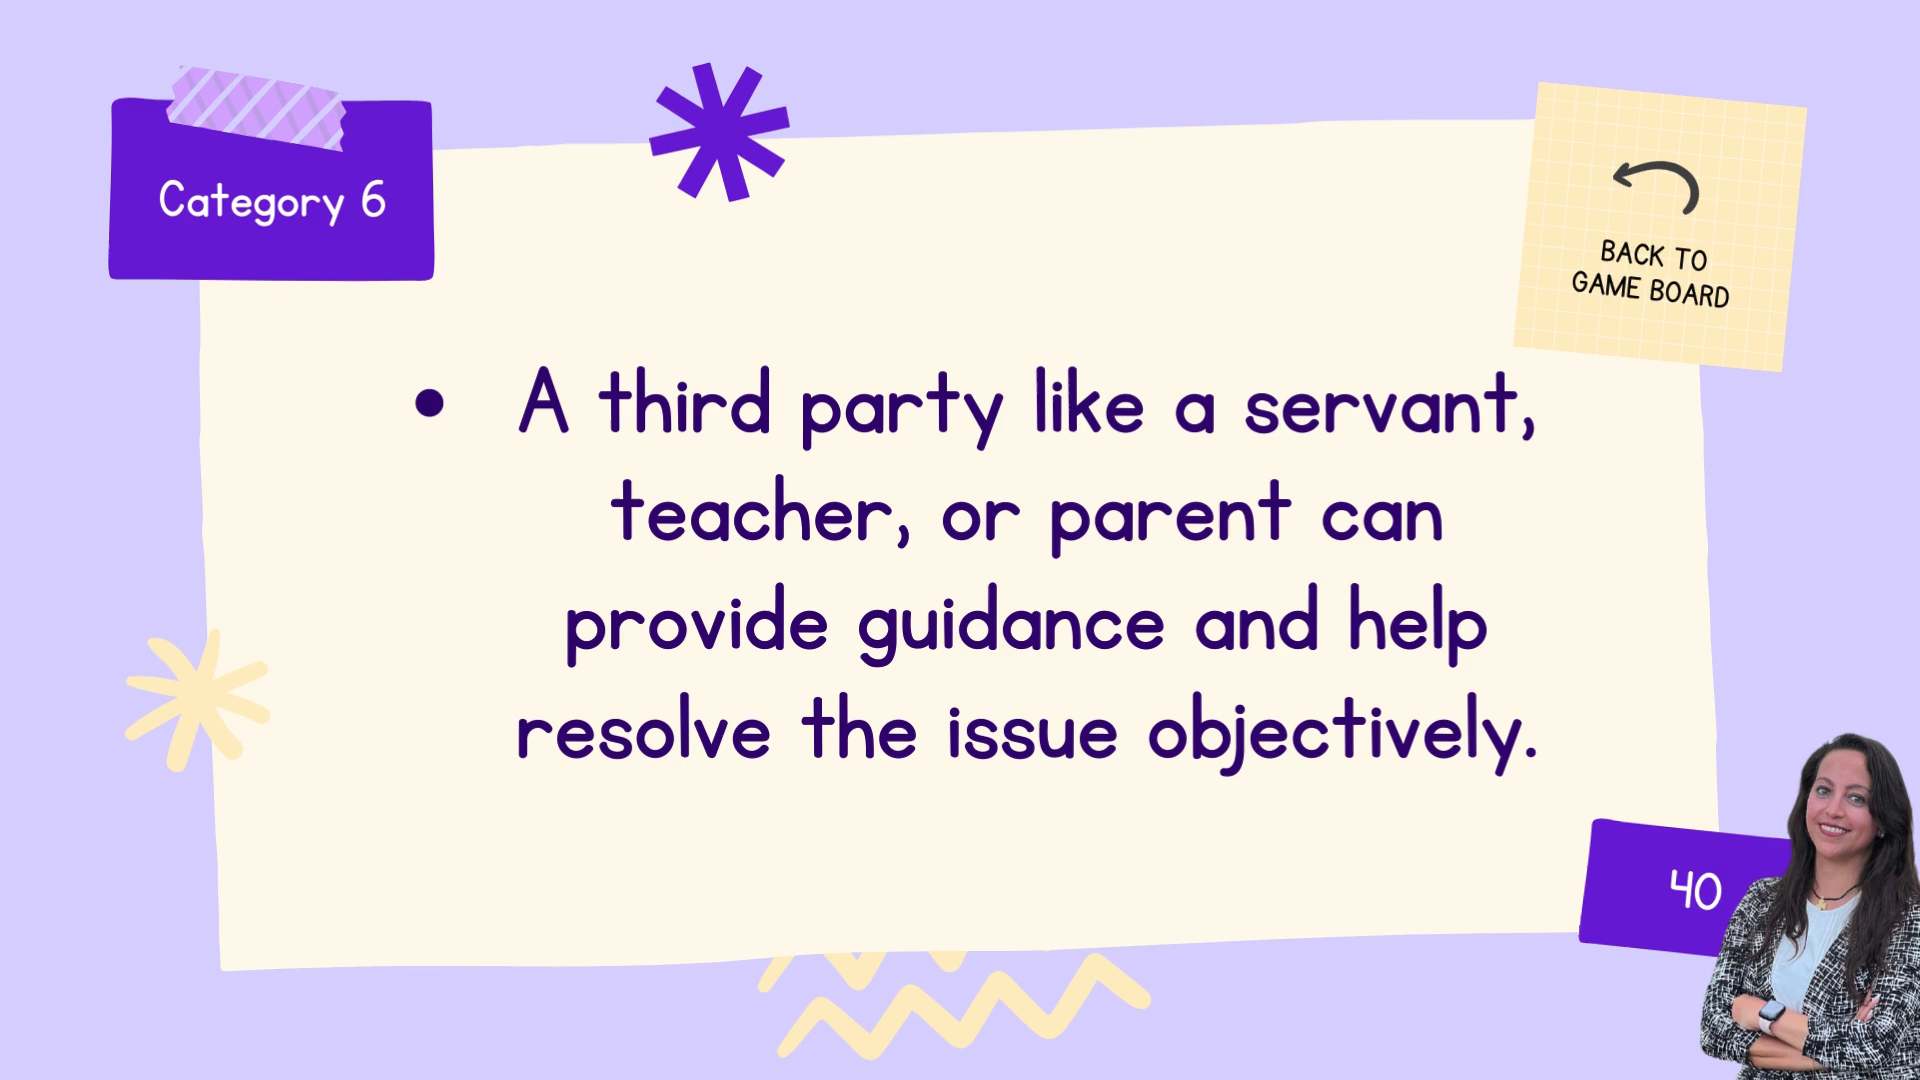 Category 6
BACK TO
GAME BOARD
• A third party like a servant,
teacher, or parent can
provide guidance and help
resolve the issue objectively.
40